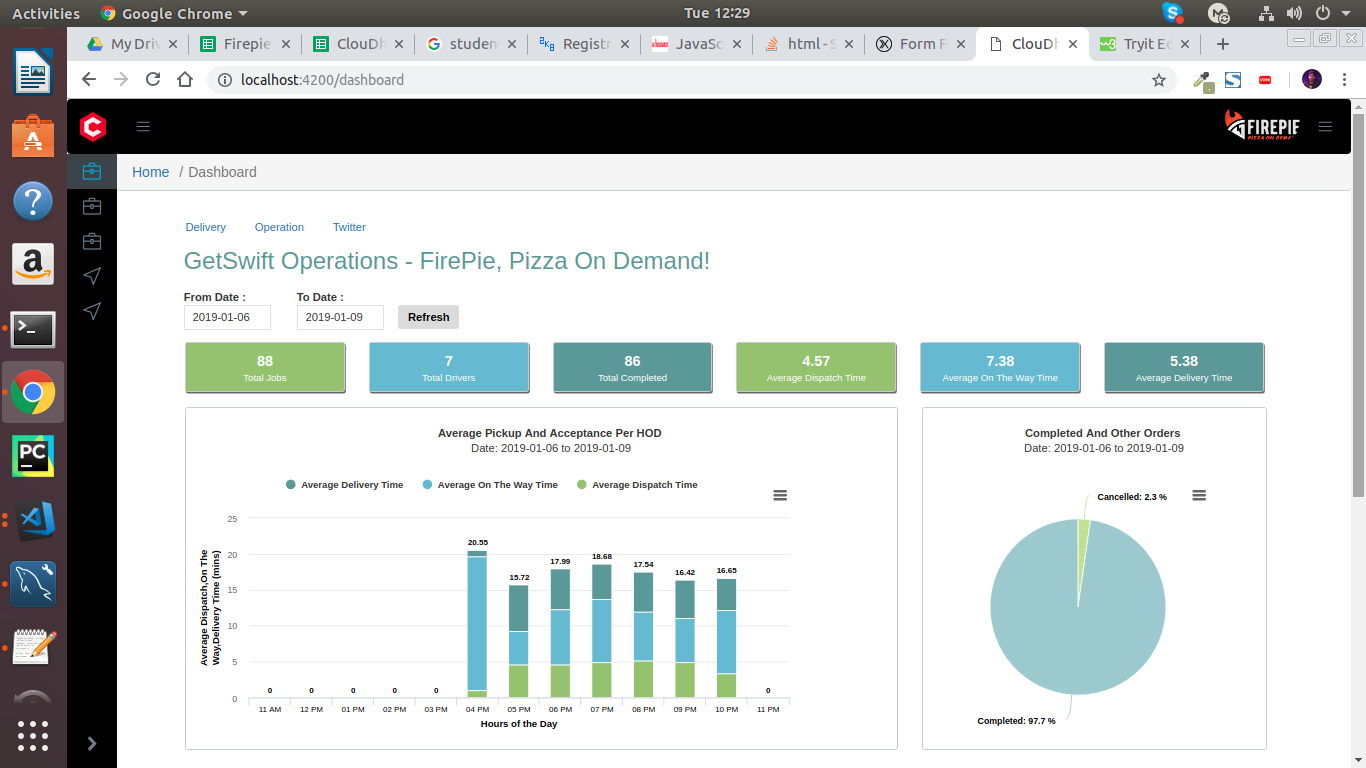 Activities Google Chrome Tue 12:29
My Driv Firepie ClouDh studen Registr JavaSc html - S Form F ClouDh Tryit Ed
localhost:4200/dashboard
FIREPIE
Home / Dashboard
Delivery Operation Twitter
GetSwift Operations - FirePie, Pizza On Demand!
From Date : To Date :
2019-01-06 2019-01-09 Refresh
88 7 86 4.57 7.38 5.38
Total Jobs Total Drivers Total Completed Average Dispatch Time Average On The Way Time Average Delivery Time
Average Pickup And Acceptance Per HOD
Date: 2019-01-06 to 2019-01-09
Average Delivery Time Average On The Way Time Average Dispatch Time
Average Dispatch,On The
Way,Delivery Time (mins)
25
20
15
10
5
0
0 0 0 0 0 20.55 15.72 17.99 18.68 17.54 16.42 16.65 0
11 AM 12 PM 01 PM 02 PM 03 PM 04 PM 05 PM 06 PM 07 PM 08 PM 09 PM 10 PM 11 PM
Hours of the Day
Completed And Other Orders
Date: 2019-01-06 to 2019-01-09
Cancelled: 2.3 %
Completed: 97.7 %